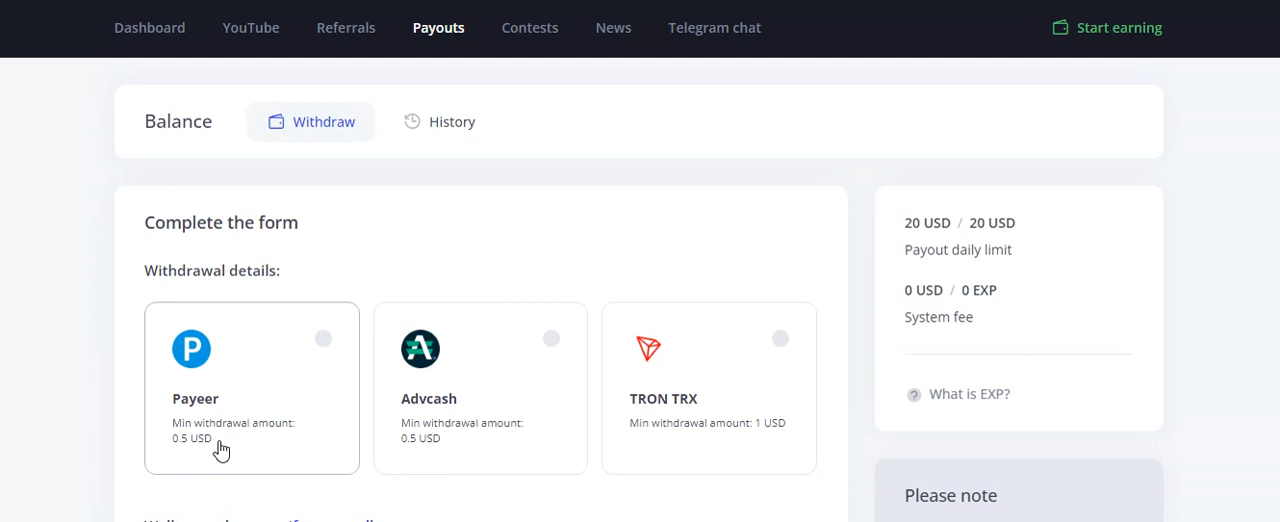 Dashboard YouTube Referrals Payouts Contests News Telegram chat Start earning
Balance Withdraw History
Complete the form
Withdrawal details:
Payeer
Min withdrawal amount:
0.5 USD
Advcash
Min withdrawal amount:
0.5 USD
TRON TRX
Min withdrawal amount: 1 USD
20 USD / 20 USD
Payout daily limit
0 USD / 0 EXP
System fee
? What is EXP?
Please note